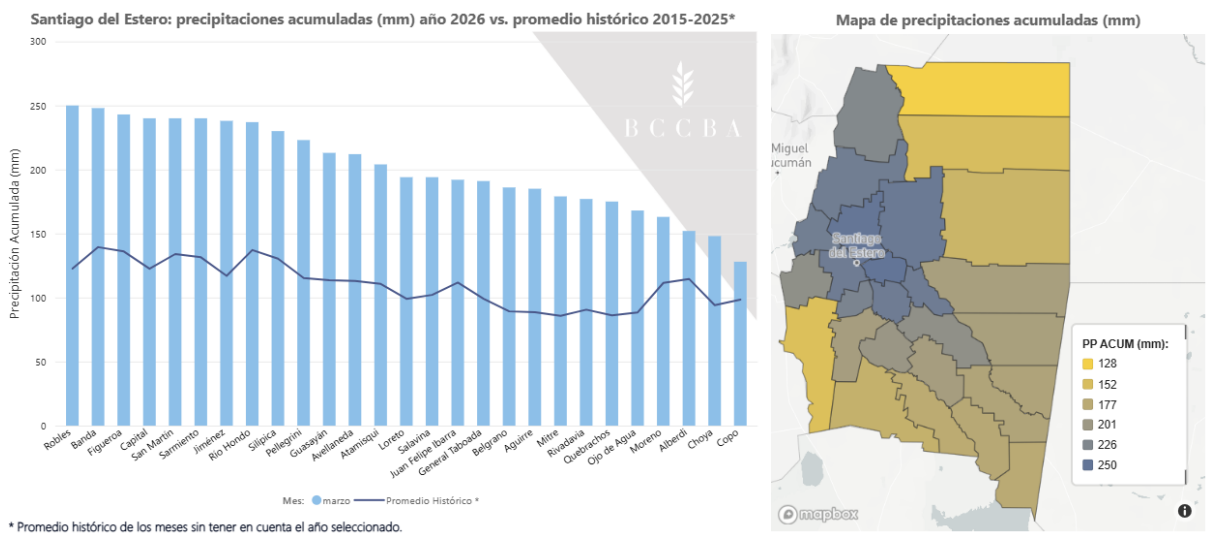 Santiago del Estero: precipitaciones acumuladas (mm) año 2026 vs. promedio histórico 2015-2025*
Precipitación Acumulada (mm)
300
250
200
150
100
50
0
BCCBA
Robles
Banda
Figueroa
Capital
San Martín
Sarmiento
Jiménez
Río Hondo
Silípica
Pellegrini
Guasayán
Avellaneda
Atamisqui
Loreto
Salavina
Juan Felipe Ibarra
General Taboada
Belgrano
Aguirre
Mitre
Rivadavia
Quebrachos
Ojo de Agua
Moreno
Alberdi
Choya
Copo
Mes: marzo Promedio Histórico *
* Promedio histórico de los meses sin tener en cuenta el año seleccionado.
Mapa de precipitaciones acumuladas (mm)
Miguel
ucumán
Santiago
del Estero
PP ACUM (mm):
128
152
177
201
226
250
mapbox
i